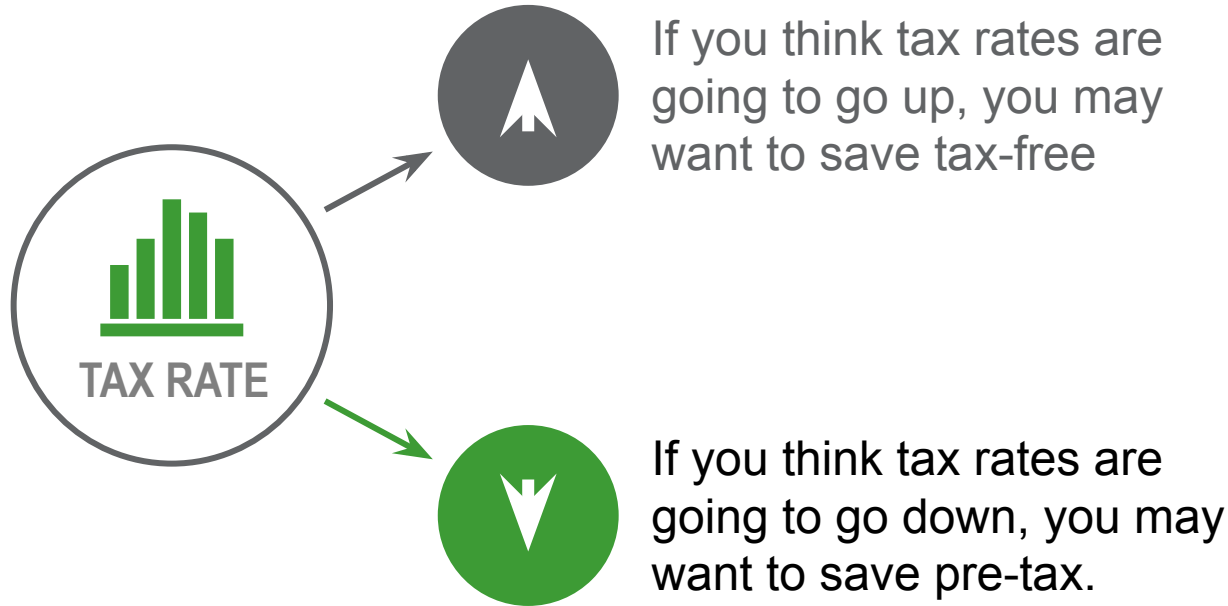 If you think tax rates are
going to go up, you may
want to save tax-free
TAX RATE
If you think tax rates are
going to go down, you may
want to save pre-tax.